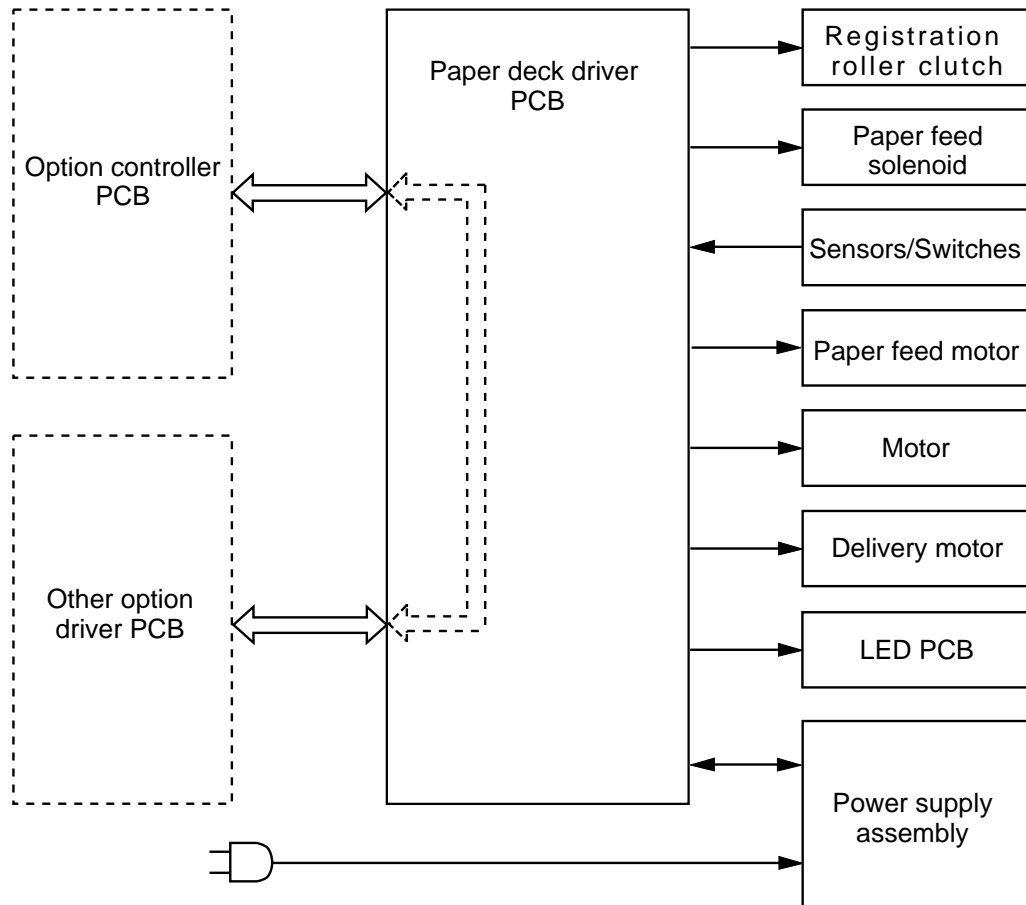 Option controller
PCB
Other option
driver PCB
Paper deck driver
PCB
Registration
roller clutch
Paper feed
solenoid
Sensors/Switches
Paper feed motor
Motor
Delivery motor
LED PCB
Power supply
assembly